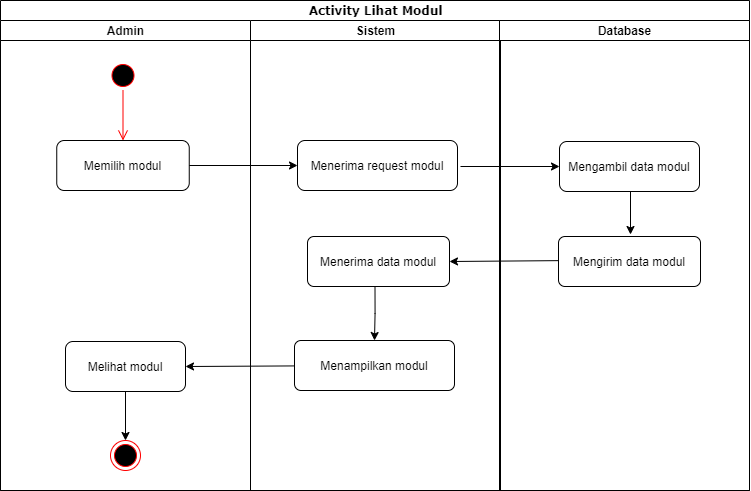 Activity Lihat Modul
Admin
Sistem
Database
Memilih modul
Menerima request modul
Mengambil data modul
Menerima data modul
Mengirim data modul
Melihat modul
Menampilkan modul